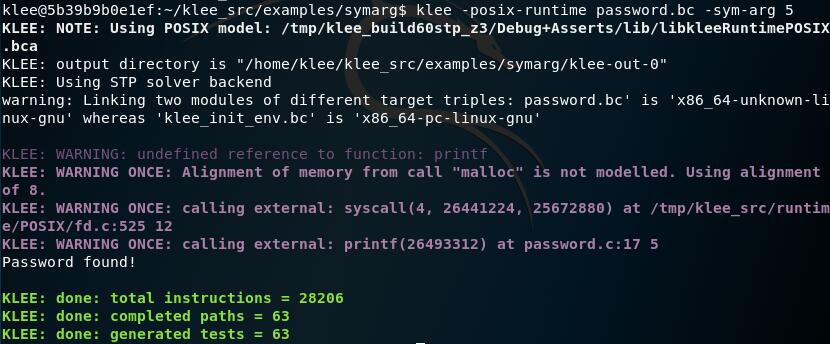 klee@5b39b9b0e1ef:~/klee_src/examples/symarg$ klee -posix-runtime password.bc -sym-arg 5
KLEE: NOTE: Using POSIX model: /tmp/klee_build60stp_z3/Debug+Asserts/lib/libkleeRuntimePOSIX
.bca
KLEE: output directory is "/home/klee/klee_src/examples/symarg/klee-out-0"
KLEE: Using STP solver backend
warning: Linking two modules of different target triples: password.bc' is 'x86_64-unknown-li
nux-gnu' whereas 'klee_init_env.bc' is 'x86_64-pc-linux-gnu'
KLEE: WARNING: undefined reference to function: printf
KLEE: WARNING ONCE: Alignment of memory from call "malloc" is not modelled. Using alignment
of 8.
KLEE: WARNING ONCE: calling external: syscall(4, 26441224, 25672880) at /tmp/klee_src/runtim
e/POSIX/fd.c:525 12
KLEE: WARNING ONCE: calling external: printf(26493312) at password.c:17 5
Password found!
KLEE: done: total instructions = 28206
KLEE: done: completed paths = 63
KLEE: done: generated tests = 63